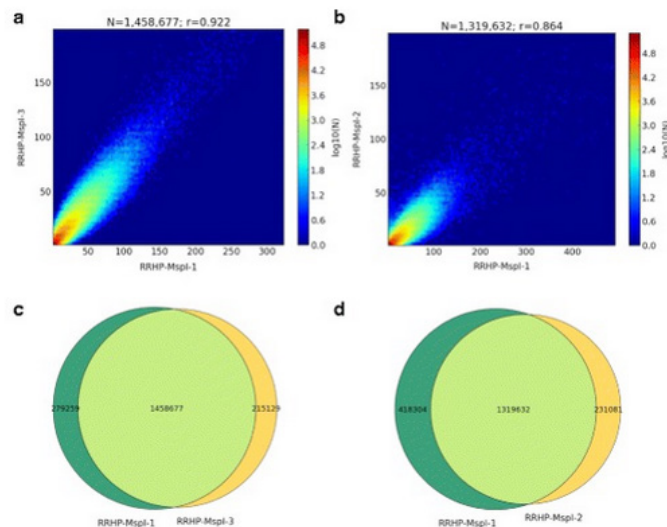 a
N=1,458,677; r=0.922
RRHP-MspI-3
150
100
50
50 100 150 200 250 300
RRHP-MspI-1
4.8
4.2
3.6
3.0
2.4
1.8
1.2
0.6
0.0
log10(N)
b
N=1,319,632; r=0.864
RRHP-MspI-2
150
100
50
100 200 300 400
RRHP-MspI-1
4.8
4.2
3.6
3.0
2.4
1.8
1.2
0.6
0.0
log10(N)
c
279259 1458677 215129
RRHP-MspI-1 RRHP-MspI-3
d
418304 1319632 231081
RRHP-MspI-1 RRHP-MspI-2